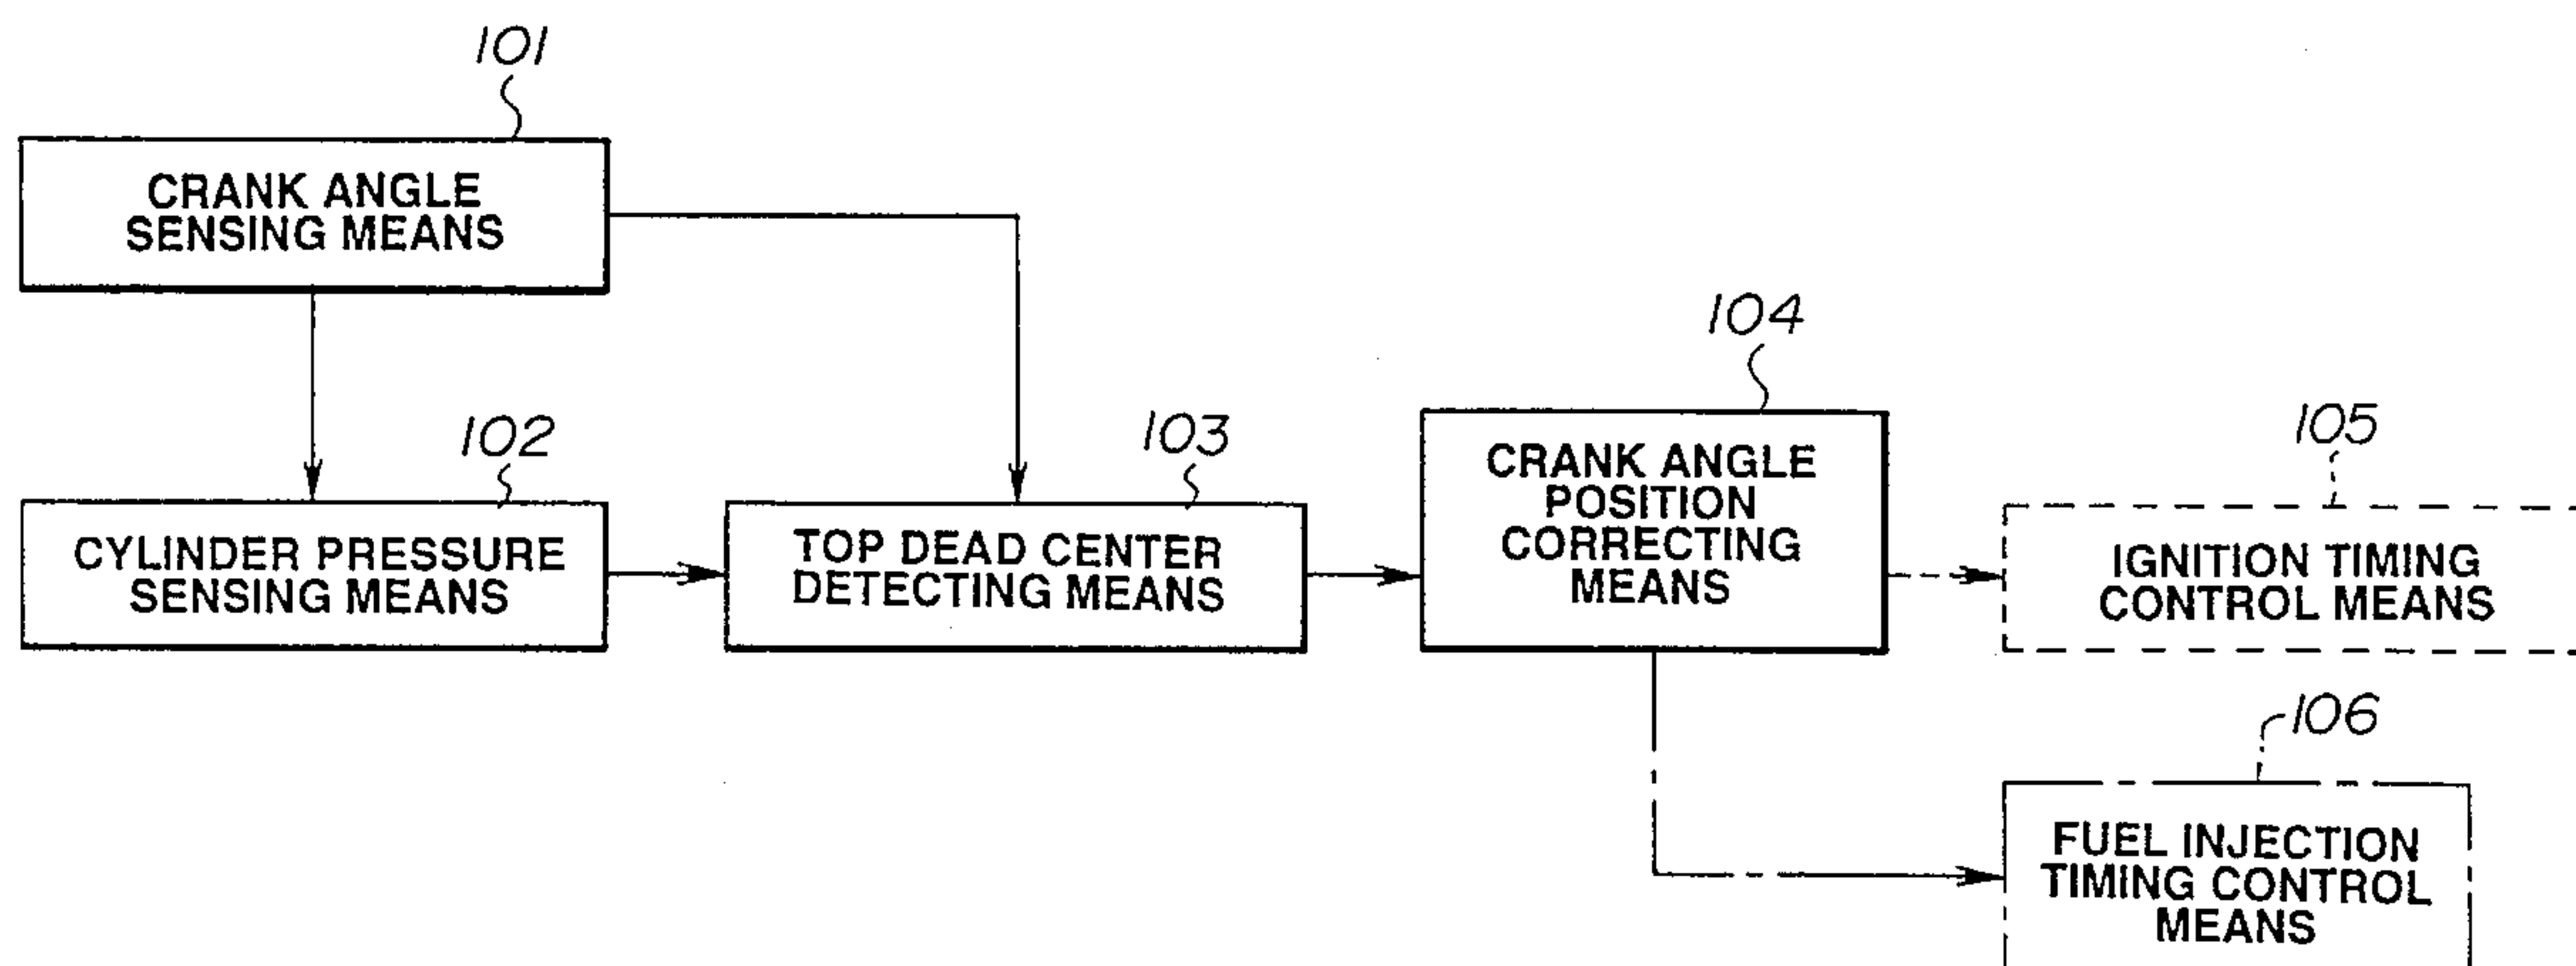 101
CRANK ANGLE
SENSING MEANS
102
CYLINDER PRESSURE
SENSING MEANS
103
TOP DEAD CENTER
DETECTING MEANS
104
CRANK ANGLE
POSITION
CORRECTING
MEANS
105
IGNITION TIMING
CONTROL MEANS
106
FUEL INJECTION
TIMING CONTROL
MEANS